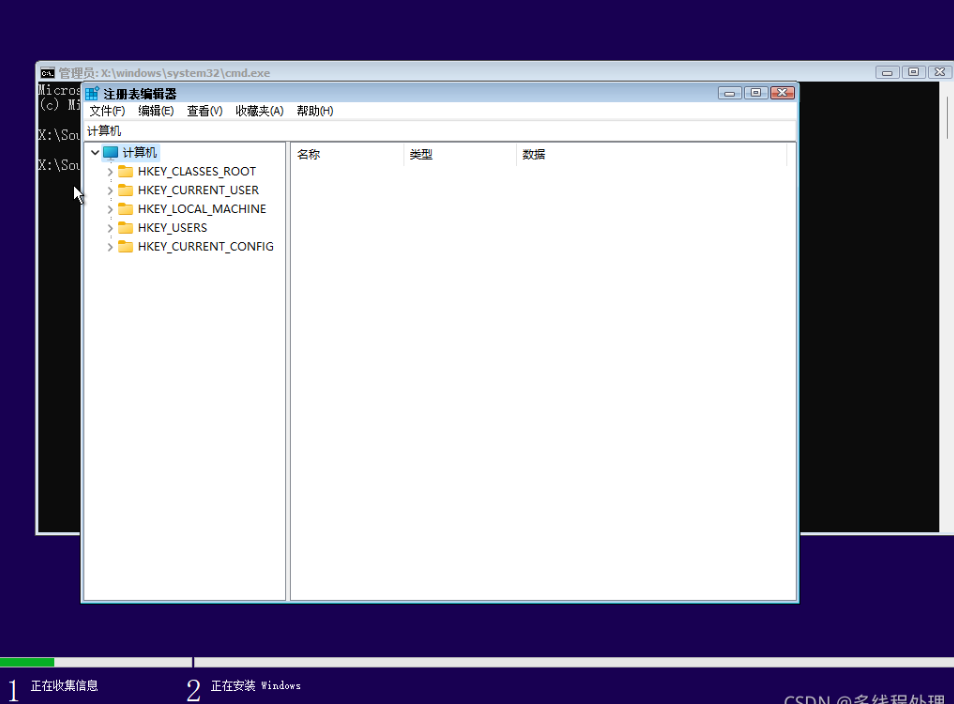 管理员: X:\windows\system32\cmd.exe
Micros
(c) Mi
X:\Sou
X:\Sou
注册表编辑器
文件(F) 编辑(E) 查看(V) 收藏夹(A) 帮助(H)
计算机
计算机
HKEY_CLASSES_ROOT
HKEY_CURRENT_USER
HKEY_LOCAL_MACHINE
HKEY_USERS
HKEY_CURRENT_CONFIG
名称 类型 数据
1 正在收集信息 2 正在安装 Windows
CSDN @多线程处理